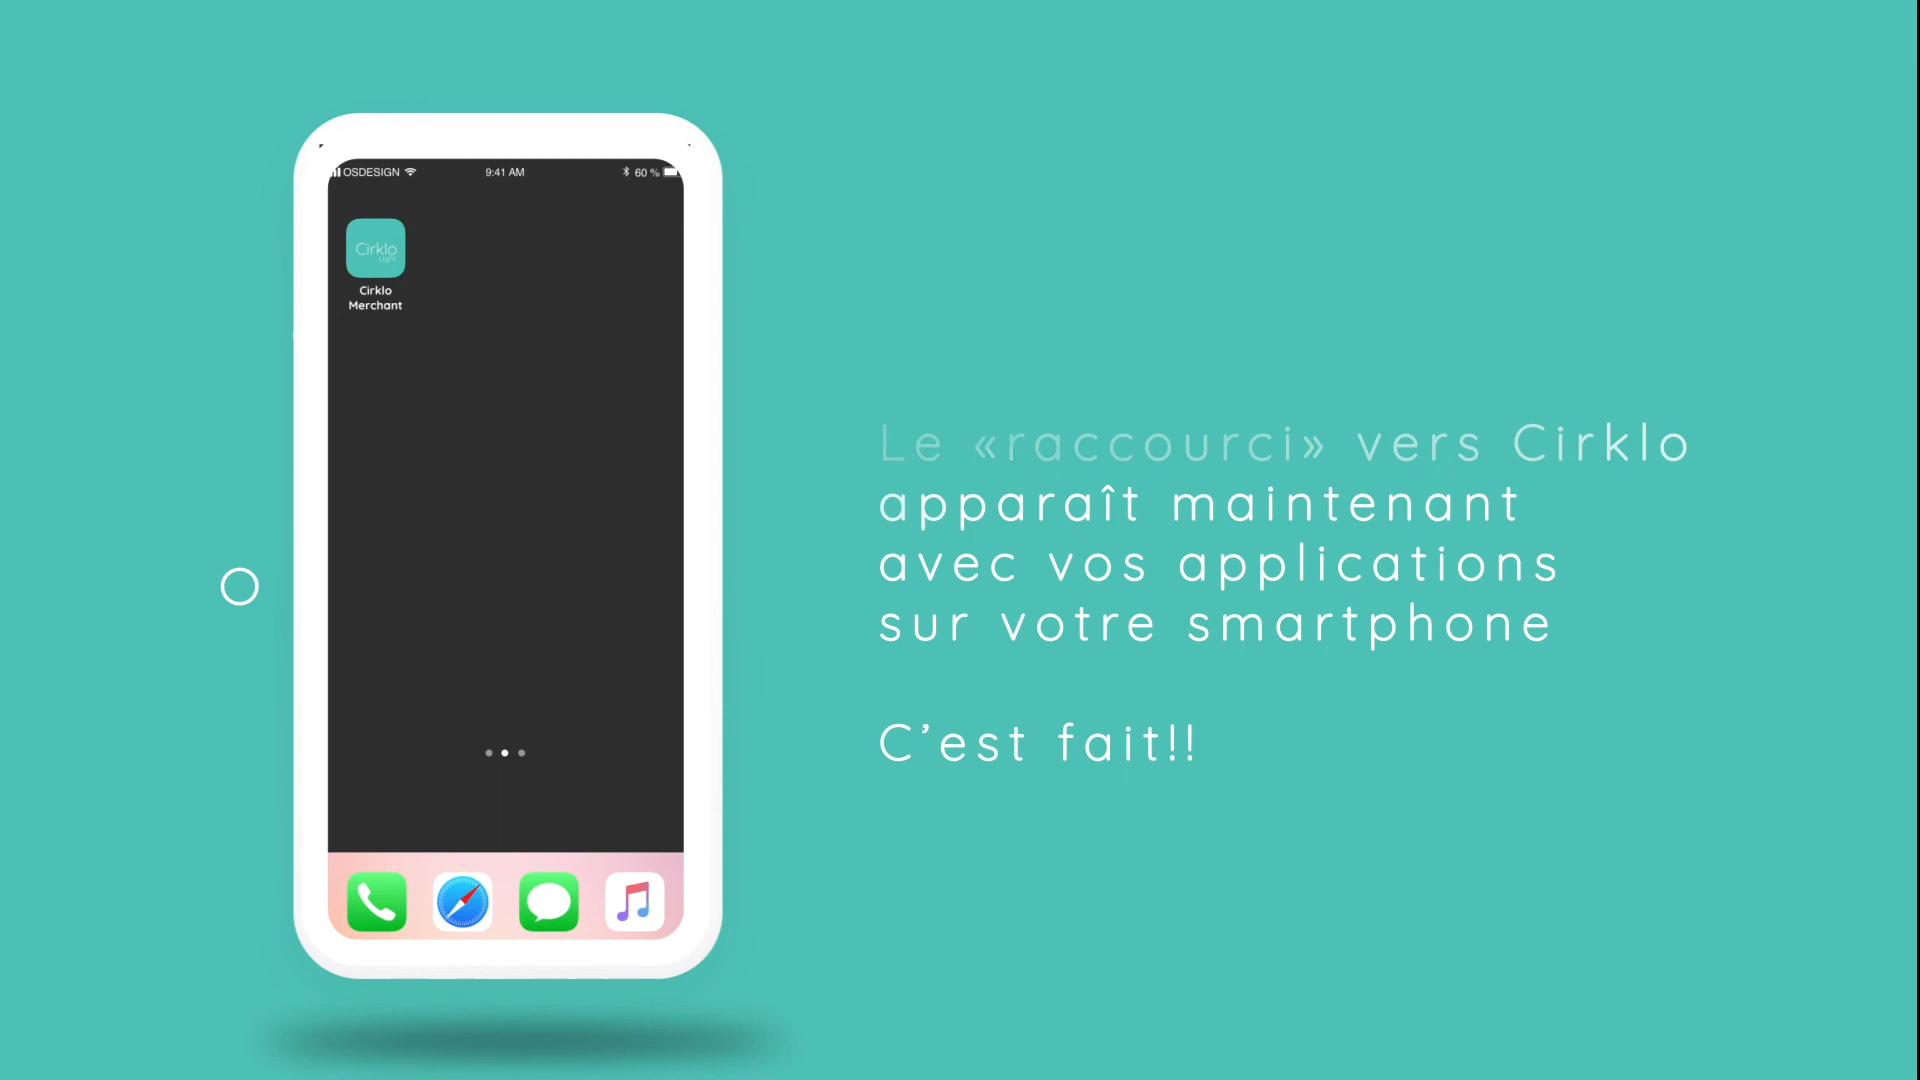 OSDESIGN 9:41 AM 60 %
Cirklo
Light
Cirklo
Merchant
Le «raccourci» vers Cirklo
apparaît maintenant
avec vos applications
sur votre smartphone
C’est fait!!